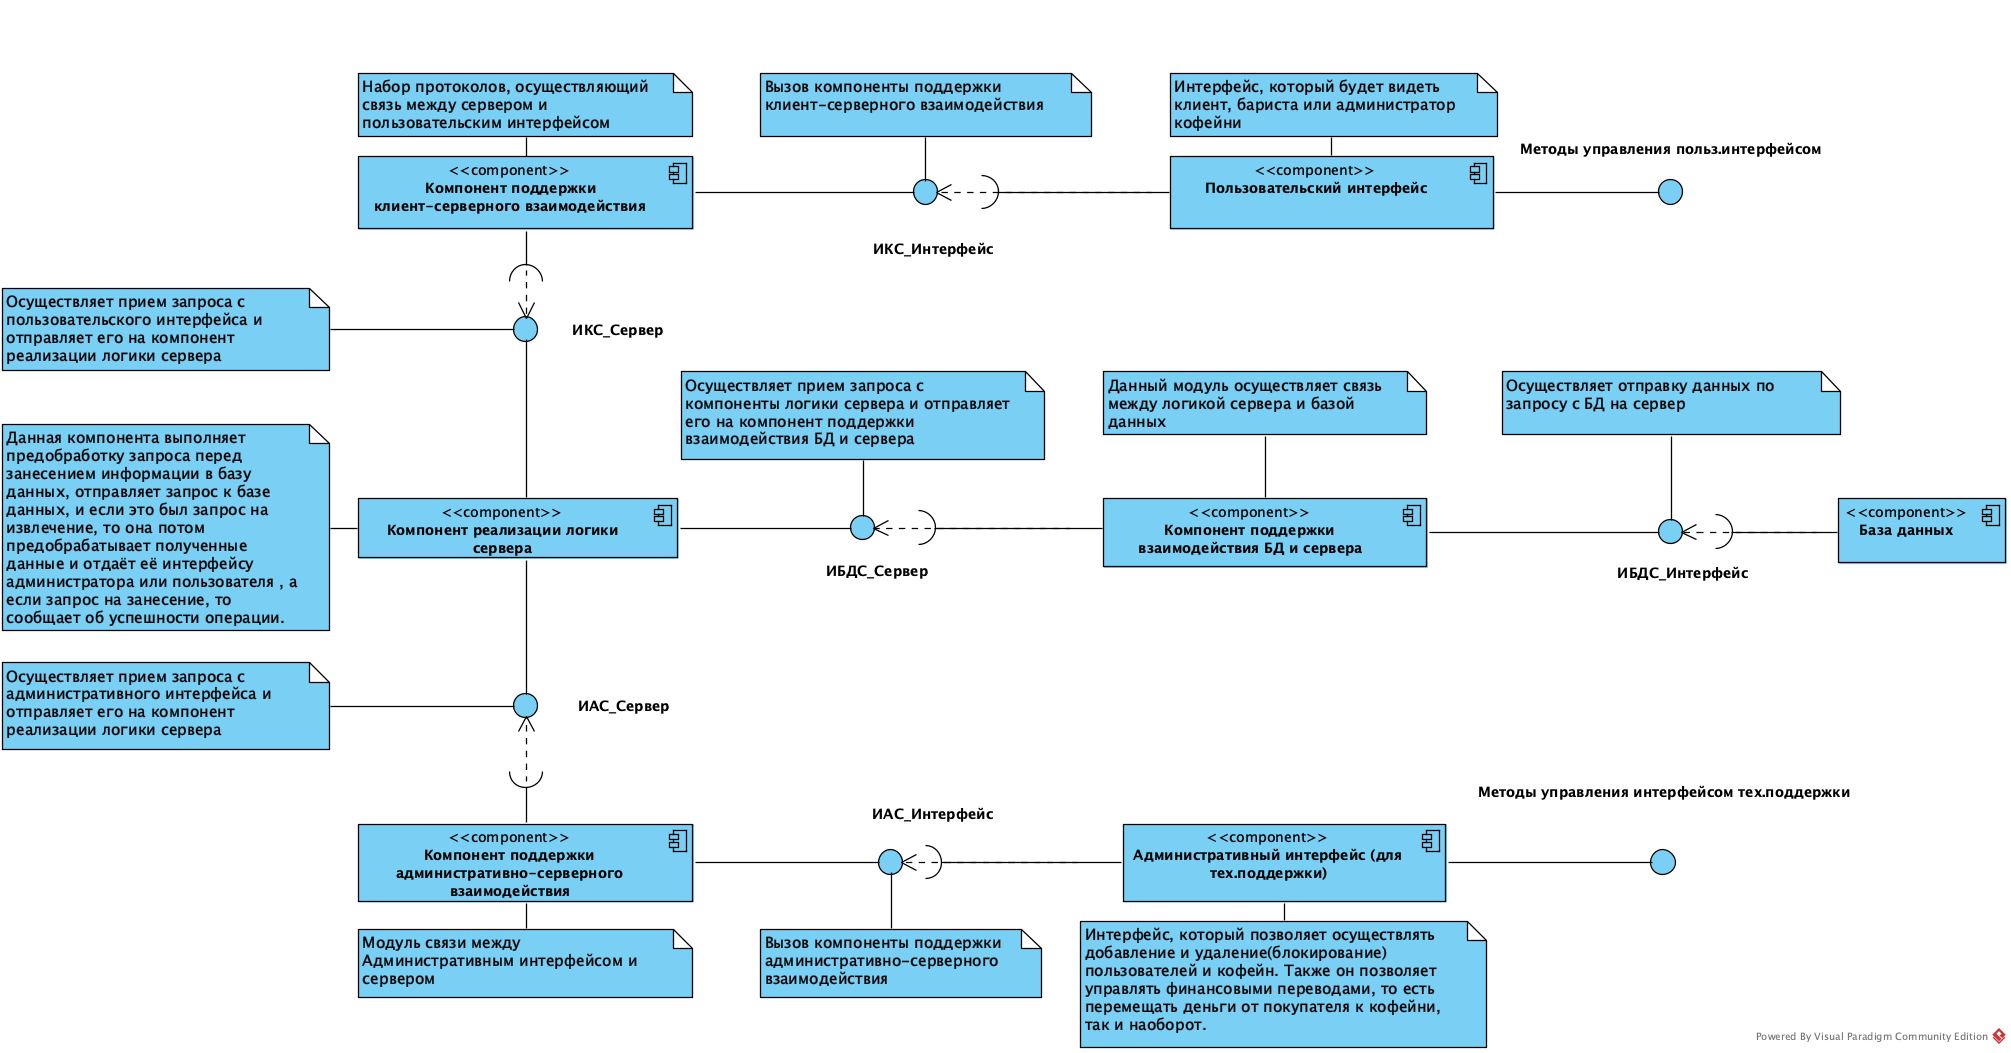 Набор протоколов, осуществляющий
связь между сервером и
пользовательским интерфейсом
Вызов компоненты поддержки
клиент-серверного взаимодействия
Интерфейс, который будет видеть
клиент, бариста или администратор
кофейни
Методы управления польз.интерфейсом
<<component>>
Компонент поддержки
клиент-серверного взаимодействия
<<component>>
Пользовательский интерфейс
ИКС_Интерфейс
Осуществляет прием запроса с
пользовательского интерфейса и
отправляет его на компонент
реализации логики сервера
ИКС_Сервер
Осуществляет прием запроса с
компоненты логики сервера и отправляет
его на компонент поддержки
взаимодействия БД и сервера
Данный модуль осуществляет связь
между логикой сервера и базой
данных
Осуществляет отправку данных по
запросу с БД на сервер
Данная компонента выполняет
предобработку запроса перед
занесением информации в базу
данных, отправляет запрос к базе
данных, и если это был запрос на
извлечение, то она потом
предобрабатывает полученные
данные и отдаёт её интерфейсу
администратора или пользователя , а
если запрос на занесение, то
сообщает об успешности операции.
<<component>>
Компонент реализации логики
сервера
<<component>>
Компонент поддержки
взаимодействия БД и сервера
<<component>>
База данных
ИБДС_Сервер
ИБДС_Интерфейс
Осуществляет прием запроса с
административного интерфейса и
отправляет его на компонент
реализации логики сервера
ИАС_Сервер
Методы управления интерфейсом тех.поддержки
ИАС_Интерфейс
<<component>>
Компонент поддержки
административно-серверного
взаимодействия
<<component>>
Административный интерфейс (для
тех.поддержки)
Модуль связи между
Административным интерфейсом и
сервером
Вызов компоненты поддержки
административно-серверного
взаимодействия
Интерфейс, который позволяет осуществлять
добавление и удаление(блокирование)
пользователей и кофейн. Также он позволяет
управлять финансовыми переводами, то есть
перемещать деньги от покупателя к кофейни,
так и наоборот.
Powered By Visual Paradigm Community Edition